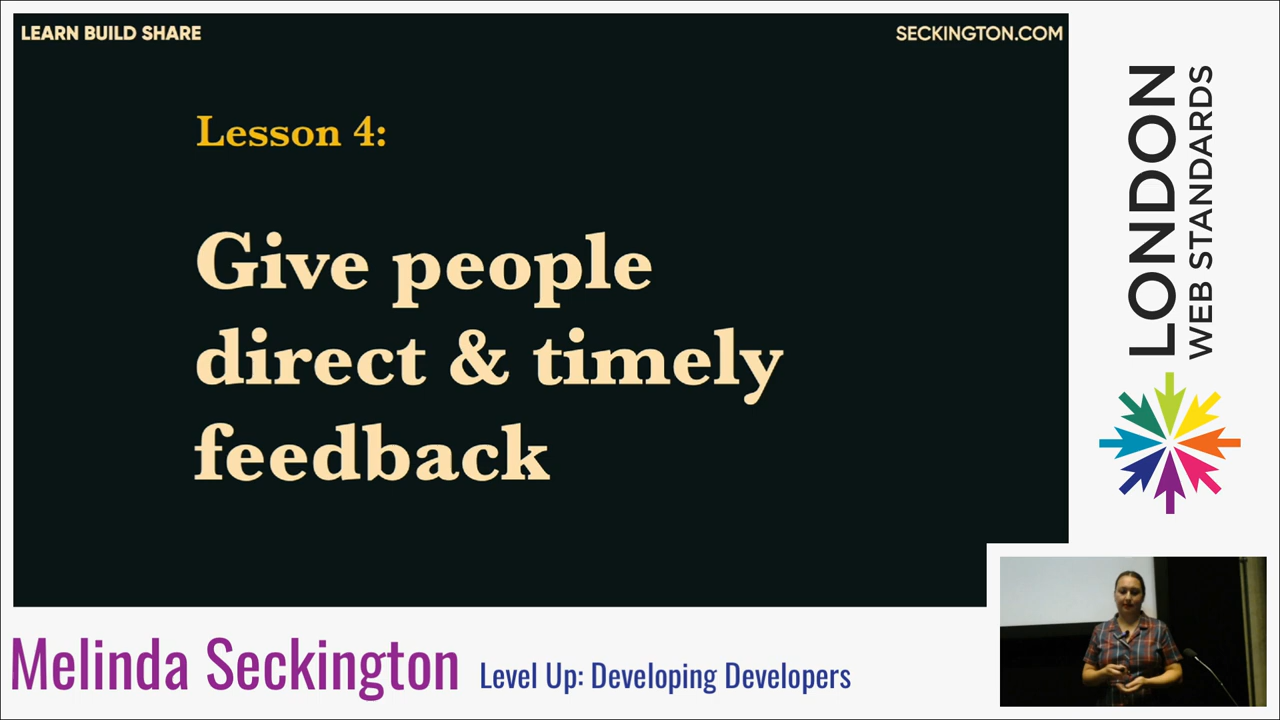 LEARN BUILD SHARE
SECKINGTON.COM
Lesson 4:
Give people
direct & timely
feedback
LONDON
WEB STANDARDS
Melinda Seckington
Level Up: Developing Developers